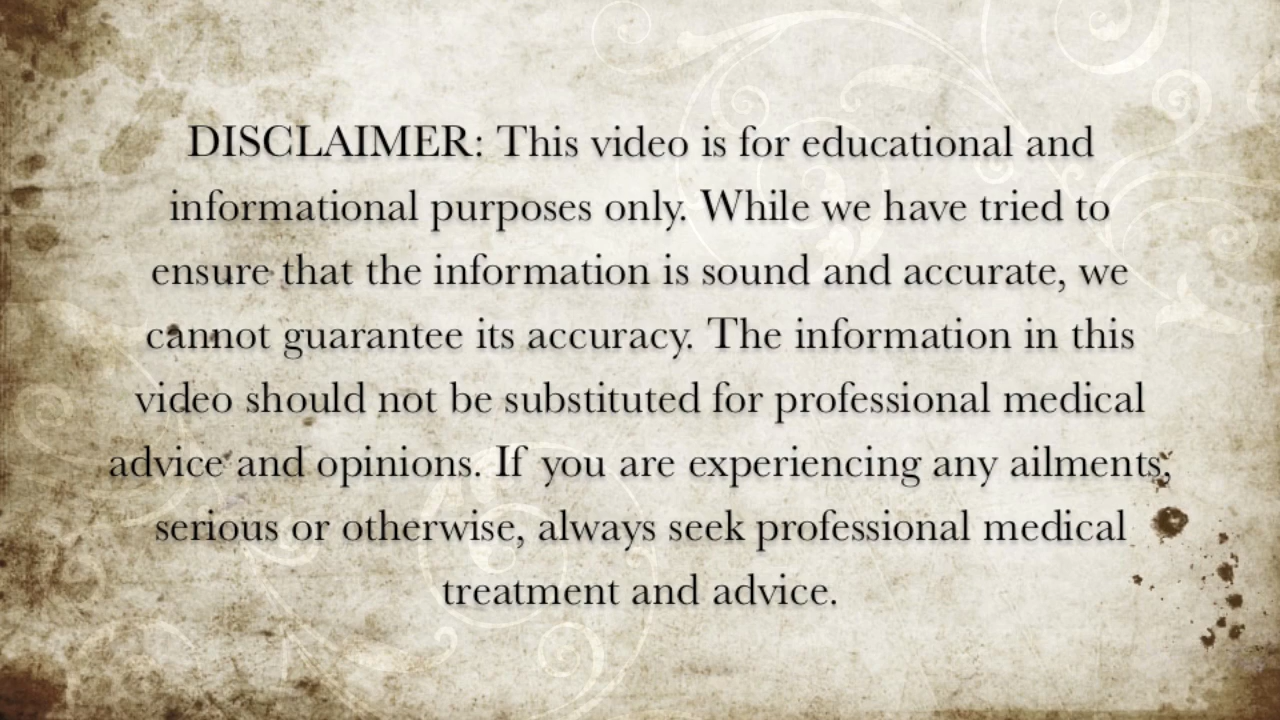 DISCLAIMER: This video is for educational and
informational purposes only. While we have tried to
ensure that the information is sound and accurate, we
cannot guarantee its accuracy. The information in this
video should not be substituted for professional medical
advice and opinions. If you are experiencing any ailments,
serious or otherwise, always seek professional medical
treatment and advice.